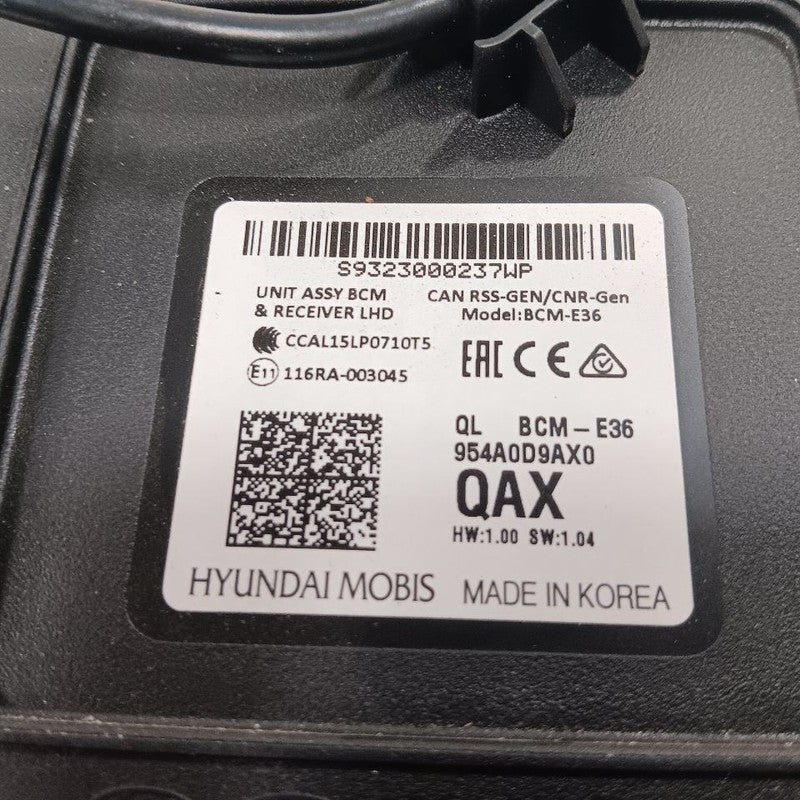 S9323000237WP
UNIT ASSY BCM
& RECEIVER LHD
CAN RSS-GEN/CNR-Gen
Model:BCM-E36
CCAL15LP0710T5
E11 116RA-003045
EAC CE
QL BCM-E36
954A0D9AX0
QAX
HW:1.00 SW:1.04
HYUNDAI MOBIS
MADE IN KOREA